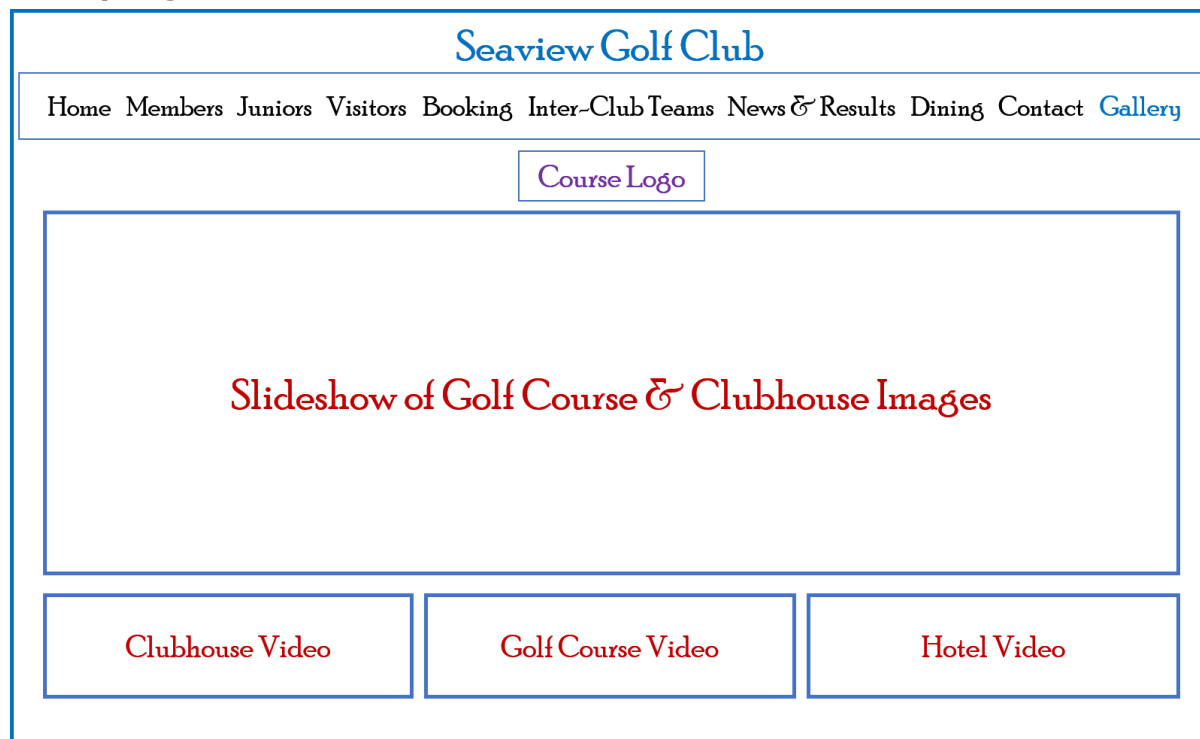 Seaview Golf Club
Home Members Juniors Visitors Booking Inter-Club Teams News & Results Dining Contact Gallery
Course Logo
Slideshow of Golf Course & Clubhouse Images
Clubhouse Video Golf Course Video Hotel Video